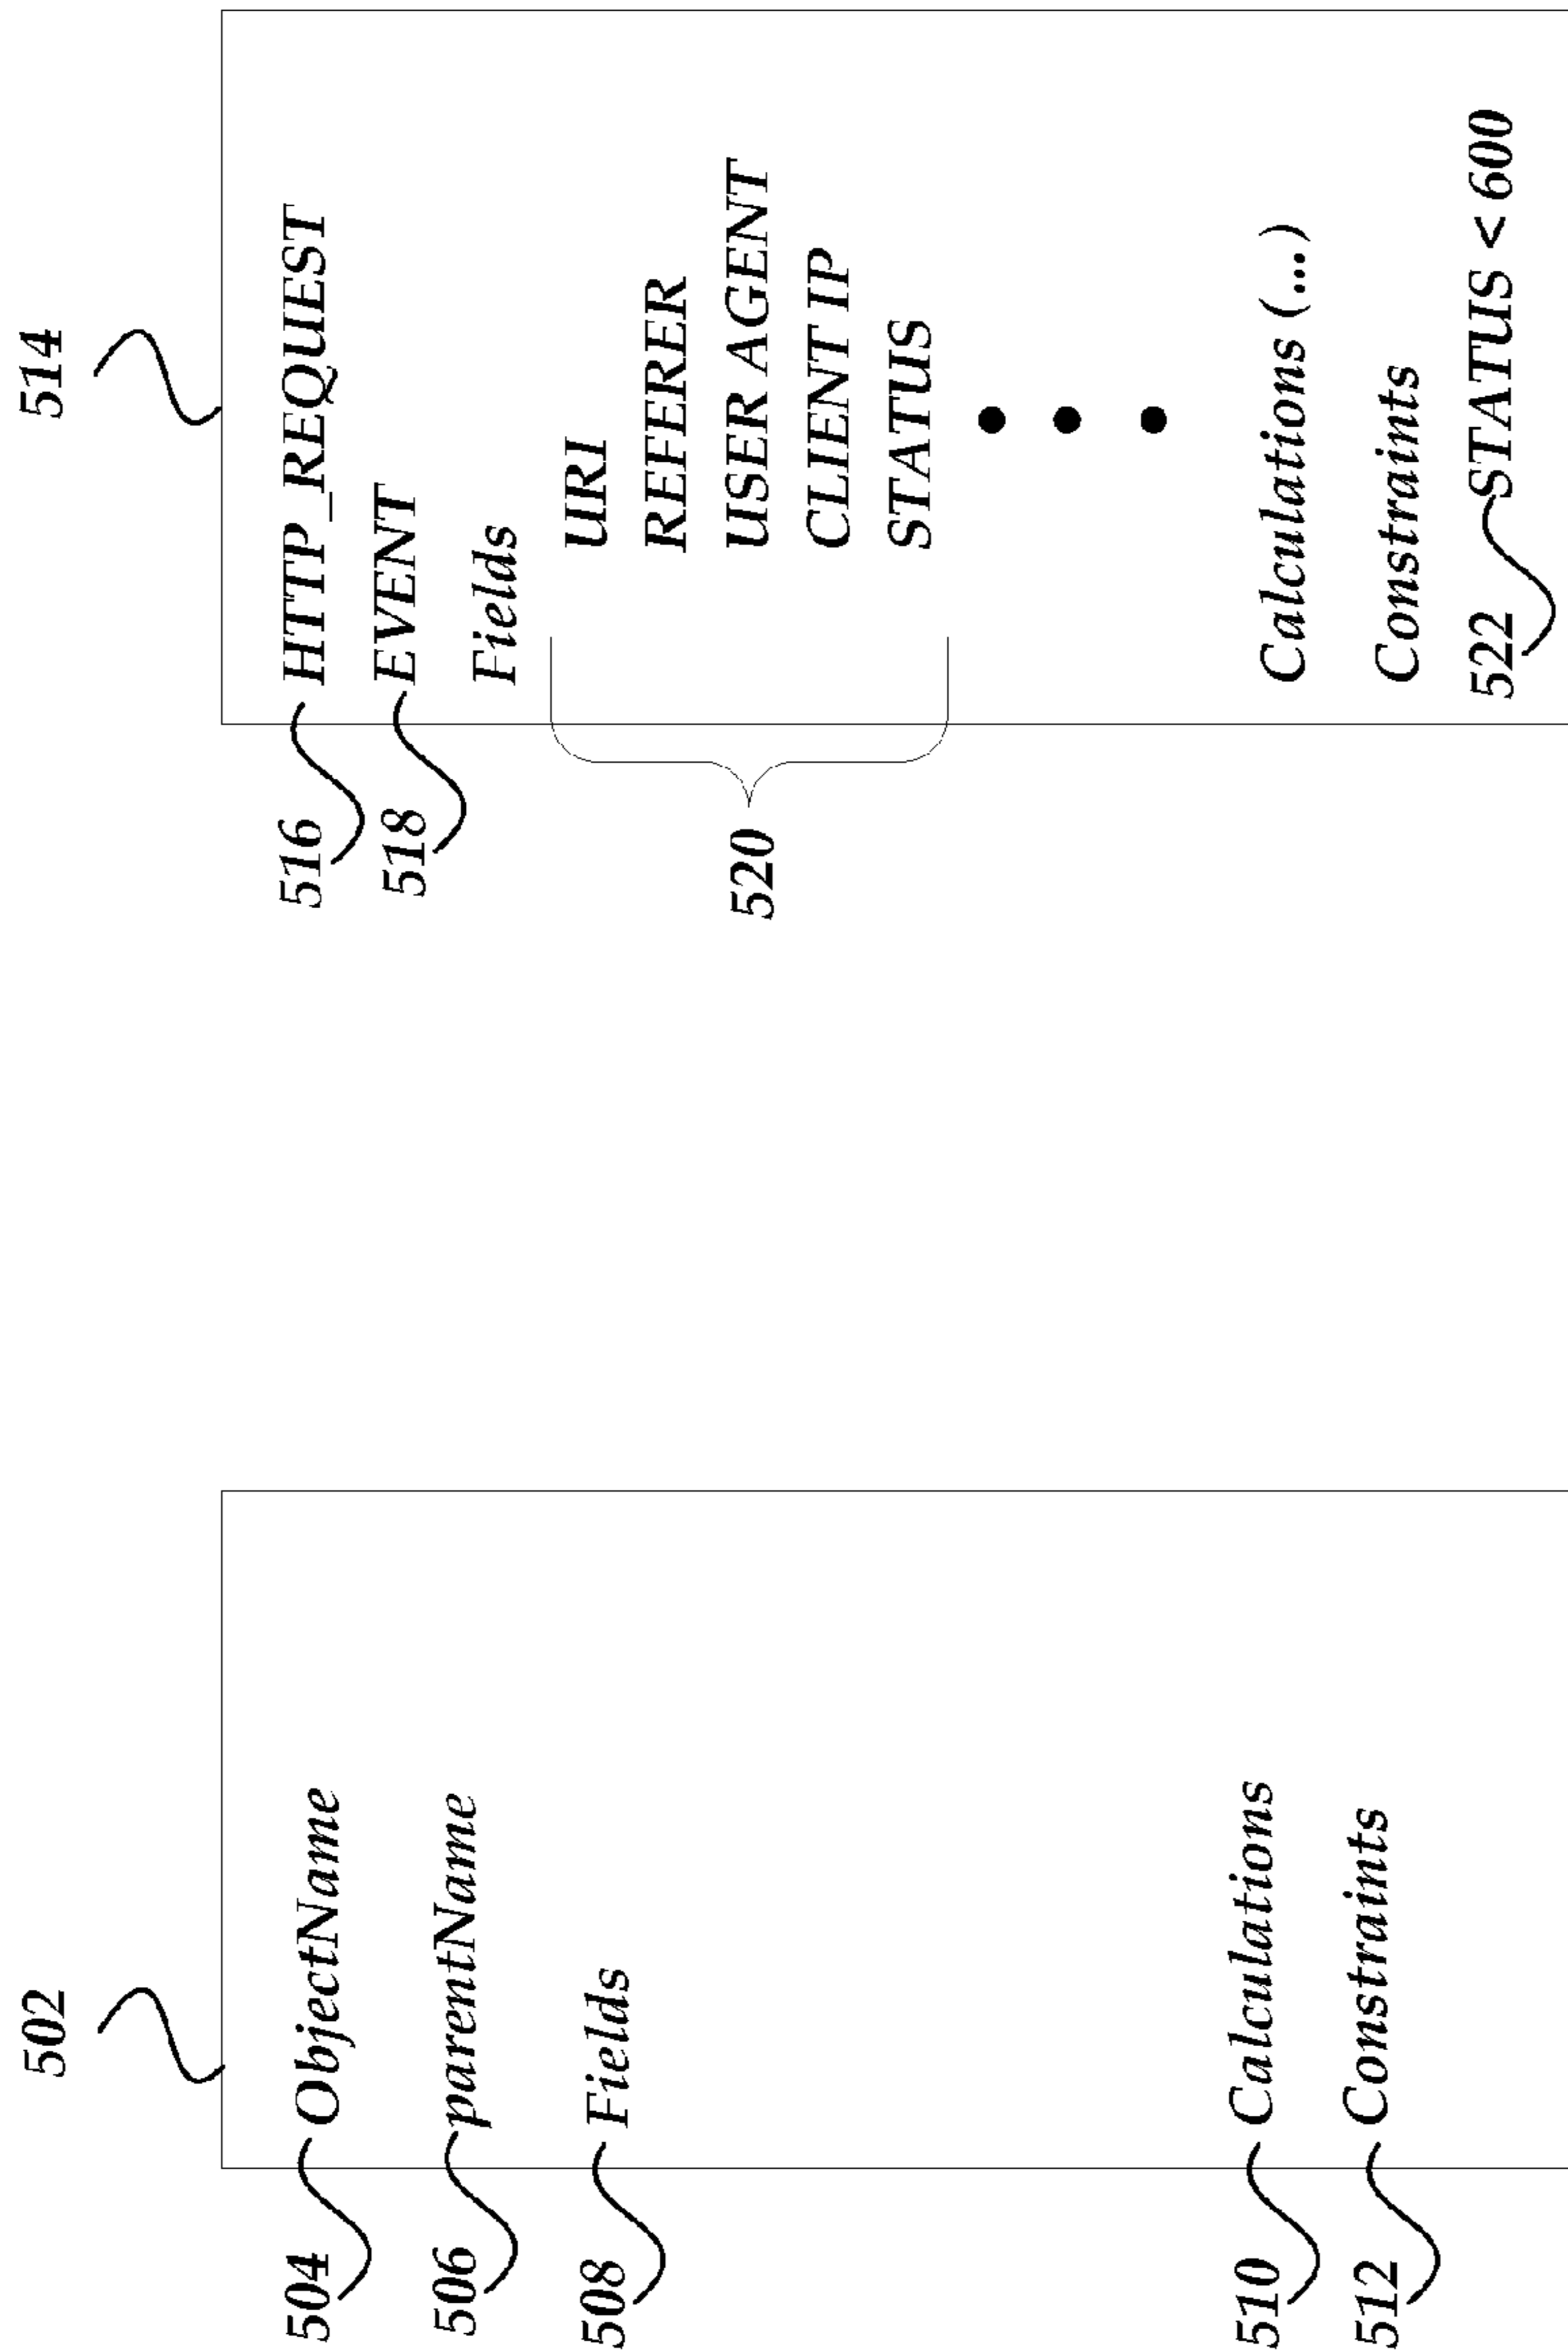 502
504 ObjectName
506 parentName
508 Fields
510 Calculations
512 Constraints
514
516 HTTP_REQUEST
518 EVENT
Fields
520
URI
REFERER
USER AGENT
CLIENT IP
STATUS
Calculations (...)
Constraints
522 STATUS < 600